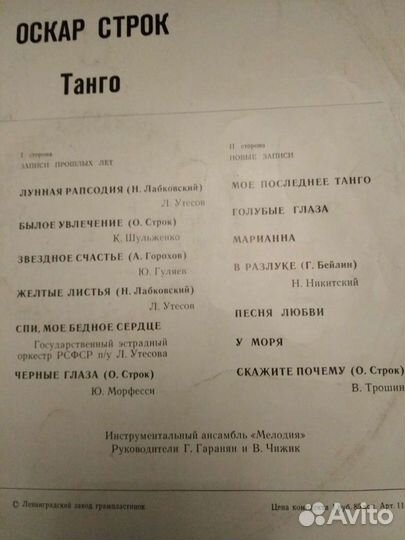 ОСКАР СТРОК
Танго
I сторона
ЗАПИСИ ПРОШЛЫХ ЛЕТ
ЛУННАЯ РАПСОДИЯ (Н. Лабковский)
Л. Утесов
БЫЛОЕ УВЛЕЧЕНИЕ (О. Строк)
К. Шульженко
ЗВЕЗДНОЕ СЧАСТЬЕ (А. Горохов)
Ю. Гуляев
ЖЕЛТЫЕ ЛИСТЬЯ (Н. Лабковский)
Л. Утесов
СПИ, МОЕ БЕДНОЕ СЕРДЦЕ
Государственный эстрадный
оркестр РСФСР п/у Л. Утесова
ЧЕРНЫЕ ГЛАЗА (О. Строк)
Ю. Морфесси
II сторона
НОВЫЕ ЗАПИСИ
МОЕ ПОСЛЕДНЕЕ ТАНГО
ГОЛУБЫЕ ГЛАЗА
МАРИАННА
В РАЗЛУКЕ (Г. Бейлин)
Н. Никитский
ПЕСНЯ ЛЮБВИ
У МОРЯ
СКАЖИТЕ ПОЧЕМУ (О. Строк)
В. Трошин
Инструментальный ансамбль «Мелодия»
Руководители Г. Гаранян и В. Чижик
© Ленинградский завод грампластинок
Цена Арт. 11
Avito